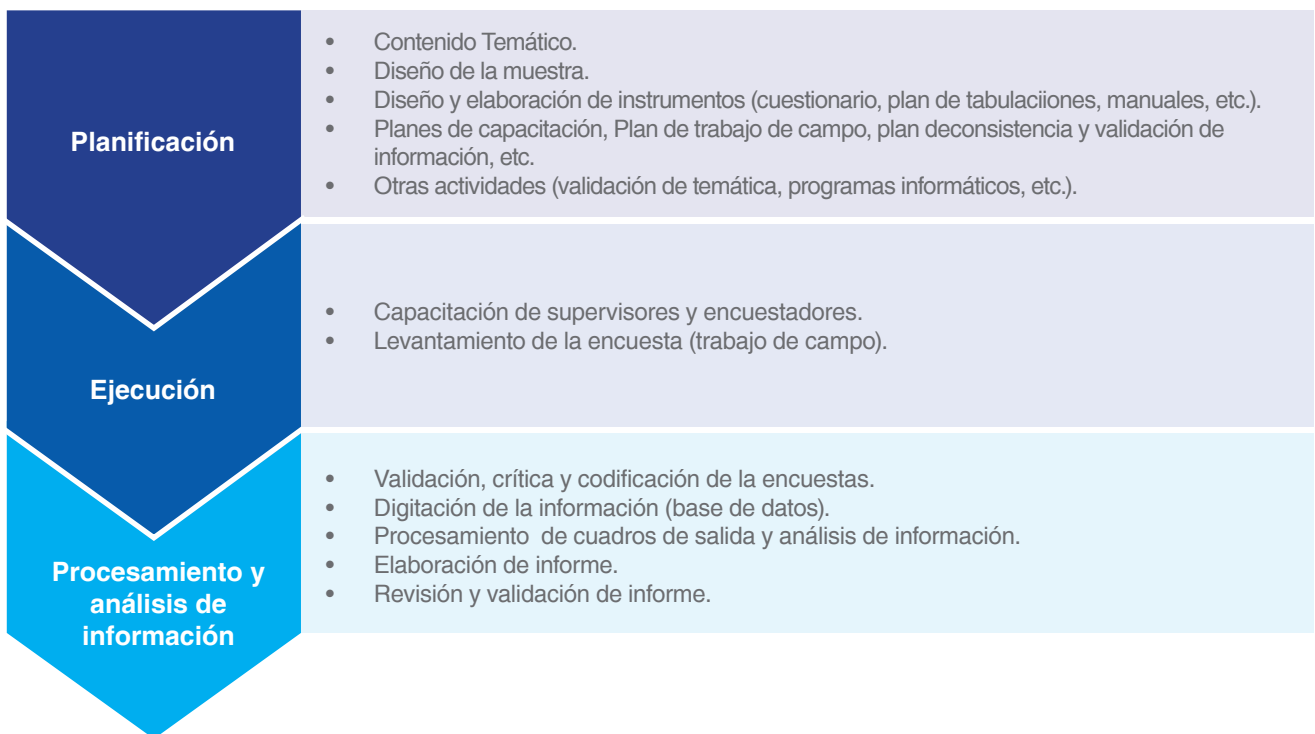 Planificación
• Contenido Temático.
• Diseño de la muestra.
• Diseño y elaboración de instrumentos (cuestionario, plan de tabulaciiones, manuales, etc.).
• Planes de capacitación, Plan de trabajo de campo, plan deconsistencia y validación de
información, etc.
• Otras actividades (validación de temática, programas informáticos, etc.).
Ejecución
• Capacitación de supervisores y encuestadores.
• Levantamiento de la encuesta (trabajo de campo).
Procesamiento y
análisis de
información
• Validación, crítica y codificación de la encuestas.
• Digitación de la información (base de datos).
• Procesamiento de cuadros de salida y análisis de información.
• Elaboración de informe.
• Revisión y validación de informe.